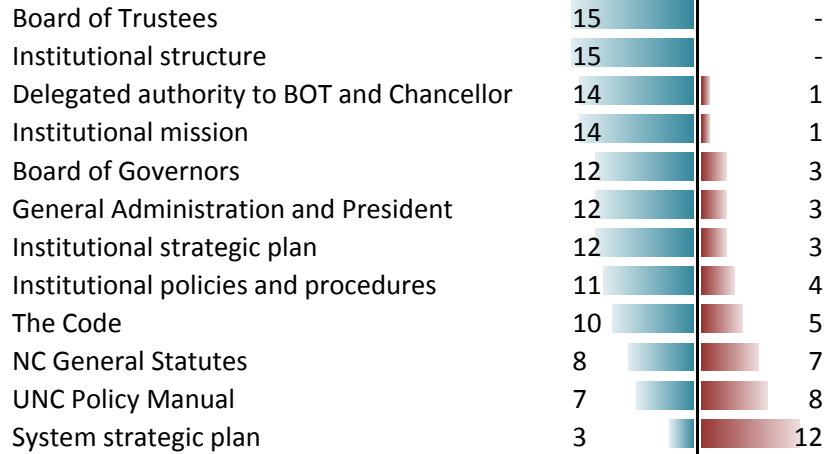 Board of Trustees 15 -
Institutional structure 15 -
Delegated authority to BOT and Chancellor 14 1
Institutional mission 14 1
Board of Governors 12 3
General Administration and President 12 3
Institutional strategic plan 12 3
Institutional policies and procedures 11 4
The Code 10 5
NC General Statutes 8 7
UNC Policy Manual 7 8
System strategic plan 3 12